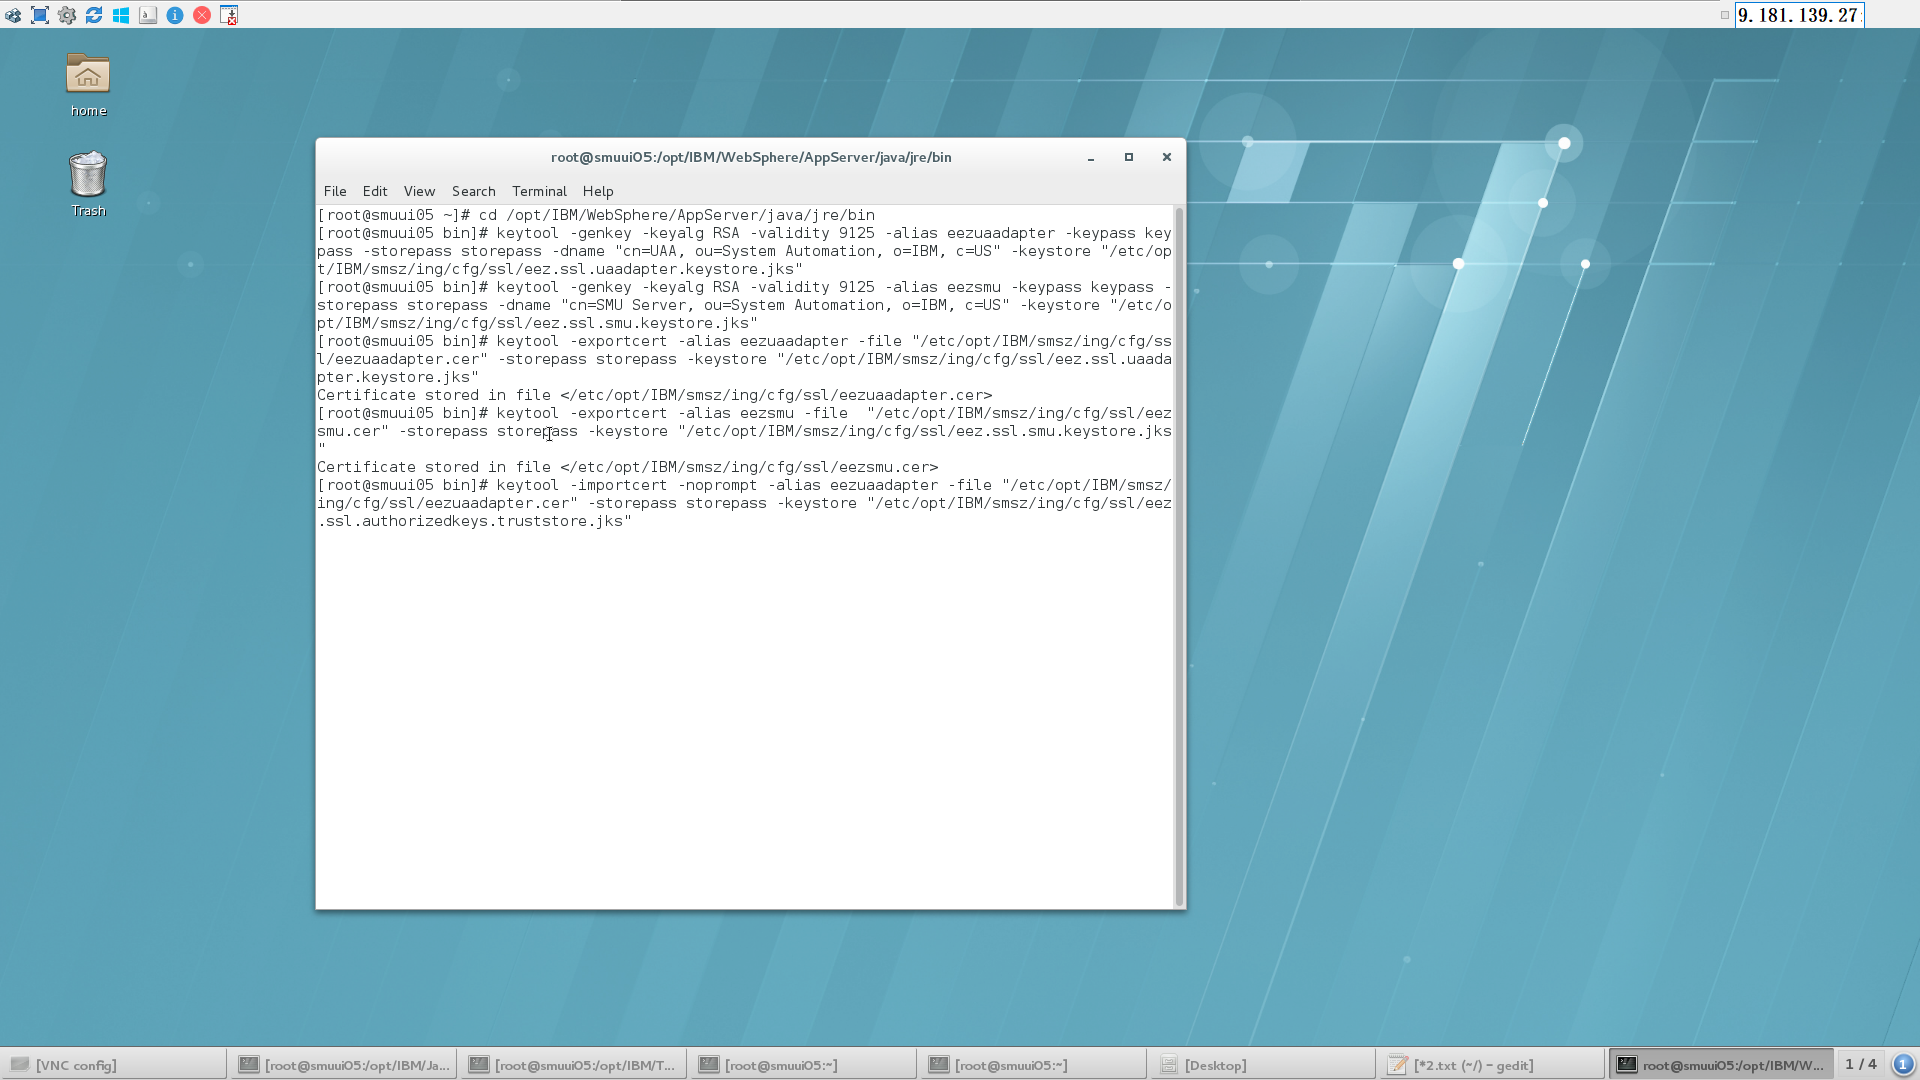 9.181.139.27
home
Trash
root@smuui05:/opt/IBM/WebSphere/AppServer/java/jre/bin
File Edit View Search Terminal Help
[root@smuui05 ~]# cd /opt/IBM/WebSphere/AppServer/java/jre/bin
[root@smuui05 bin]# keytool -genkey -keyalg RSA -validity 9125 -alias eezuaadapter -keypass key
pass -storepass storepass -dname "cn=UAA, ou=System Automation, o=IBM, c=US" -keystore "/etc/op
t/IBM/smsz/ing/cfg/ssl/eez.ssl.uaadapter.keystore.jks"
[root@smuui05 bin]# keytool -genkey -keyalg RSA -validity 9125 -alias eezsmu -keypass keypass -
storepass storepass -dname "cn=SMU Server, ou=System Automation, o=IBM, c=US" -keystore "/etc/o
pt/IBM/smsz/ing/cfg/ssl/eez.ssl.smu.keystore.jks"
[root@smuui05 bin]# keytool -exportcert -alias eezuaadapter -file "/etc/opt/IBM/smsz/ing/cfg/ss
l/eezuaadapter.cer" -storepass storepass -keystore "/etc/opt/IBM/smsz/ing/cfg/ssl/eez.ssl.uaada
pter.keystore.jks"
Certificate stored in file </etc/opt/IBM/smsz/ing/cfg/ssl/eezuaadapter.cer>
[root@smuui05 bin]# keytool -exportcert -alias eezsmu -file  "/etc/opt/IBM/smsz/ing/cfg/ssl/eez
smu.cer" -storepass storepass -keystore "/etc/opt/IBM/smsz/ing/cfg/ssl/eez.ssl.smu.keystore.jks
"
Certificate stored in file </etc/opt/IBM/smsz/ing/cfg/ssl/eezsmu.cer>
[root@smuui05 bin]# keytool -importcert -noprompt -alias eezuaadapter -file "/etc/opt/IBM/smsz/
ing/cfg/ssl/eezuaadapter.cer" -storepass storepass -keystore "/etc/opt/IBM/smsz/ing/cfg/ssl/eez
.ssl.authorizedkeys.truststore.jks"
[VNC config] [root@smuui05:/opt/IBM/Ja... [root@smuui05:/opt/IBM/T... [root@smuui05:~] [root@smuui05:~] [Desktop] [*2.txt (~/) - gedit] root@smuui05:/opt/IBM/W... 1 / 4 1